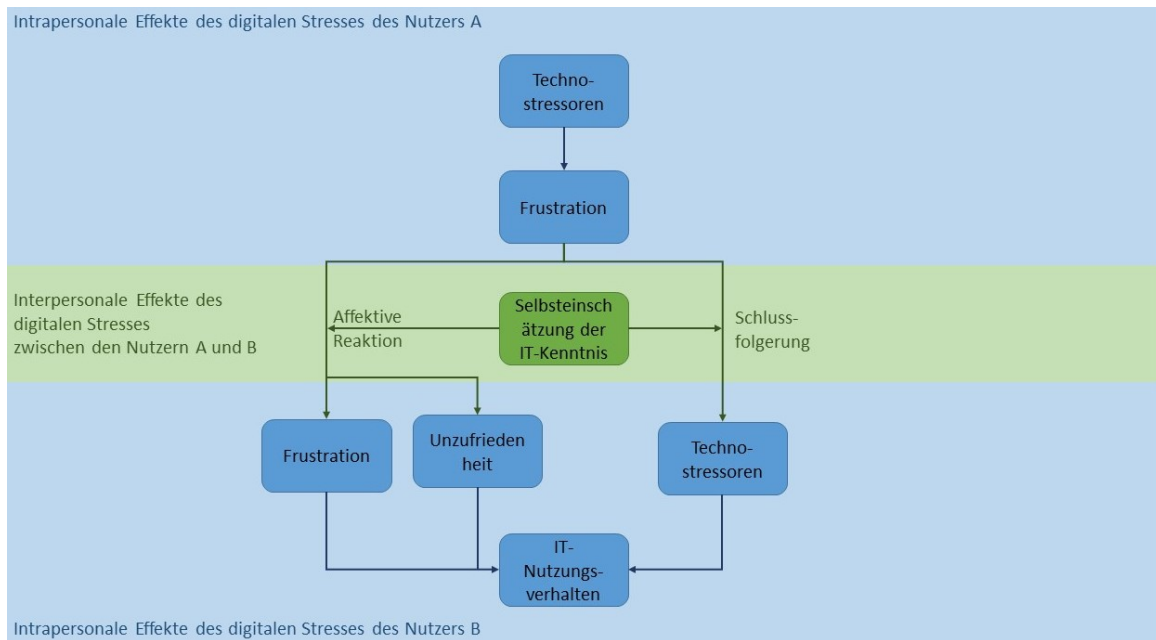 Intrapersonale Effekte des digitalen Stresses des Nutzers A
Techno-
stressoren
Frustration
Interpersonale Effekte des
digitalen Stresses
zwischen den Nutzern A und B
Affektive
Reaktion
Selbsteinsch
ätzung der
IT-Kenntnis
Schluss-
folgerung
Frustration
Unzufrieden
heit
Techno-
stressoren
IT-
Nutzungs-
verhalten
Intrapersonale Effekte des digitalen Stresses des Nutzers B